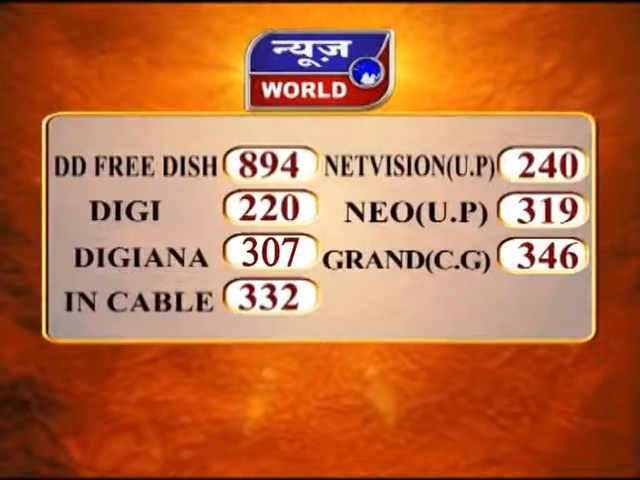 न्यूज़
WORLD
DD FREE DISH 894 NETVISION(U.P) 240
DIGI 220 NEO(U.P) 319
DIGIANA 307 GRAND(C.G) 346
IN CABLE 332